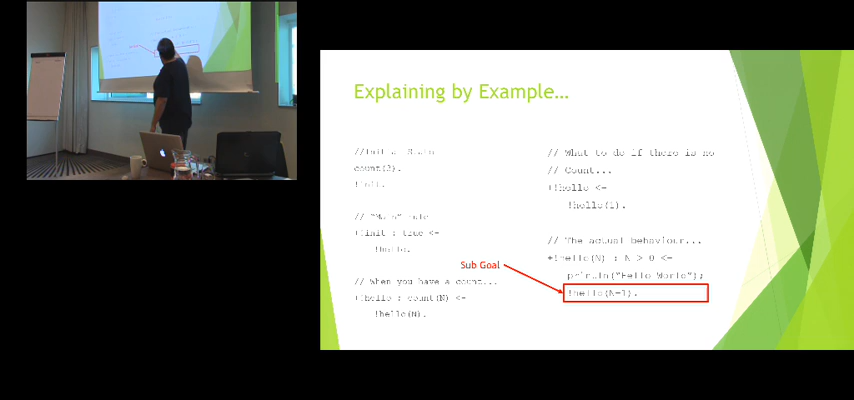 Explaining by Example…
//Initial State
count(2).
!init.
// "Main" rule
+!init : true <-
!hello.
// When you have a count...
+!hello : count(N) <-
!hello(N).
// What to do if there is no
// Count...
+!hello <-
!hello(1).
// The actual behaviour...
+!hello(N) : N > 0 <-
println("Hello World");
Sub Goal
!hello(N-1).